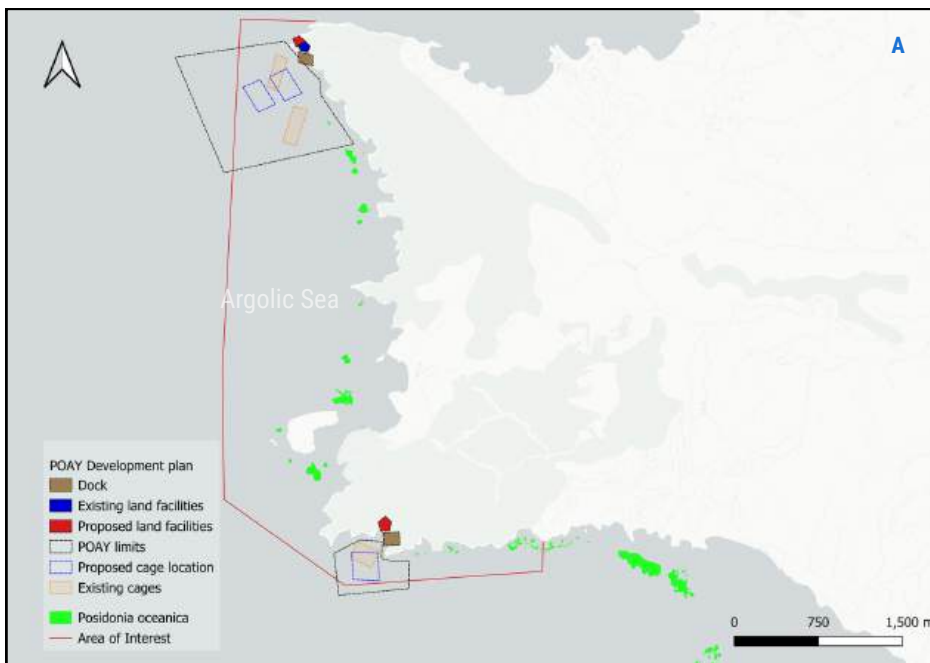 A
Argolic Sea
POAY Development plan
Dock
Existing land facilities
Proposed land facilities
POAY limits
Proposed cage location
Existing cages
Posidonia oceanica
Area of Interest
0 750 1,500 m